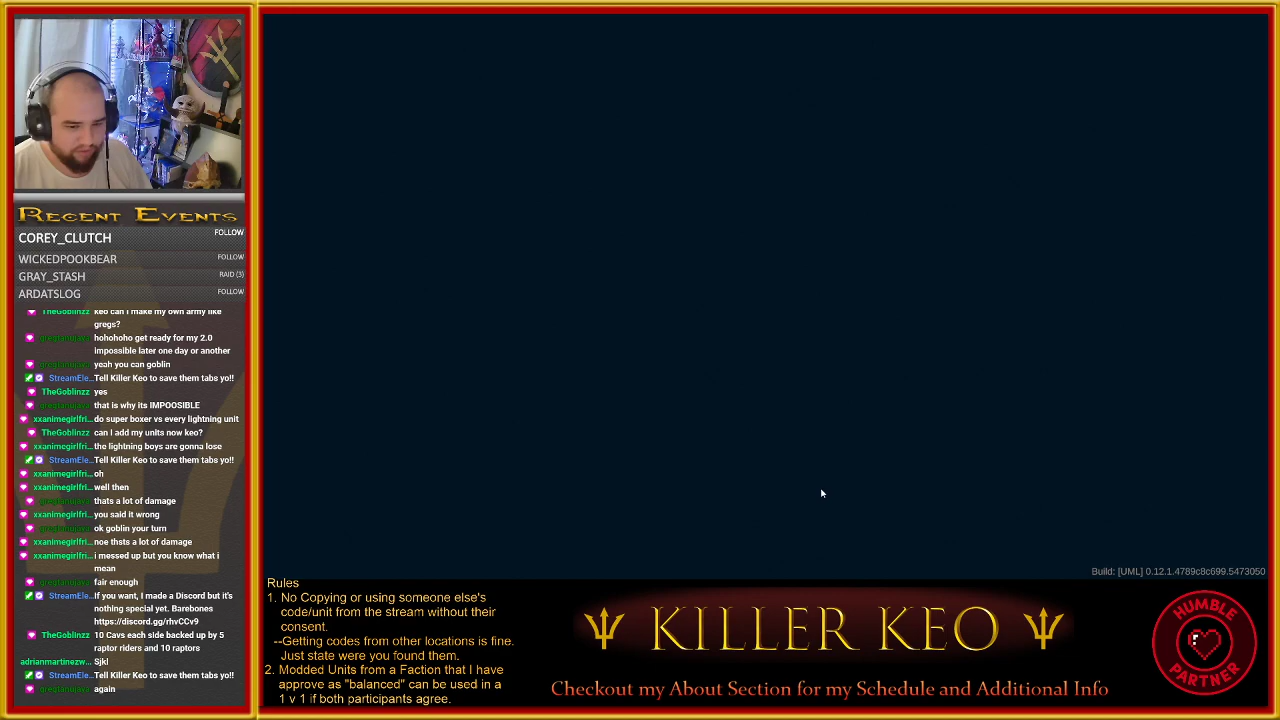 RECENT EVENTS
COREY_CLUTCH FOLLOW
WICKEDPOOKBEAR FOLLOW
GRAY_STASH RAID (3)
ARDATSLOG FOLLOW
TheGoblinzz keo can I make my own army like
gregs?
hohohoho get ready for my 2.0
impossible later one day or another
yeah you can goblin
StreamEle... Tell Killer Keo to save them tabs yo!!
TheGoblinzz yes
that is why its IMPOOSIBLE
xxanimegirlfri... do super boxer vs every lightning unit
TheGoblinzz can I add my units now keo?
xxanimegirlfri... the lightning boys are gonna lose
StreamEle... Tell Killer Keo to save them tabs yo!!
xxanimegirlfri... oh
xxanimegirlfri... well then
thats a lot of damage
xxanimegirlfri... you said it wrong
ok goblin your turn
xxanimegirlfri... noe thsts a lot of damage
xxanimegirlfri... i messed up but you know what i
mean
fair enough
StreamEle... If you want, I made a Discord but it's
nothing special yet. Barebones
https://discord.gg/rhvCCv9
TheGoblinzz 10 Cavs each side backed up by 5
raptor riders and 10 raptors
adrianmartinezw... Sjkl
StreamEle... Tell Killer Keo to save them tabs yo!!
again
Build: [UML] 0.12.1.4789c8c699.5473050
Rules
1. No Copying or using someone else's
code/unit from the stream without their
consent.
--Getting codes from other locations is fine.
Just state were you found them.
2. Modded Units from a Faction that I have
approve as "balanced" can be used in a
1 v 1 if both participants agree.
KILLER KEO
Checkout my About Section for my Schedule and Additional Info
HUMBLE
PARTNER